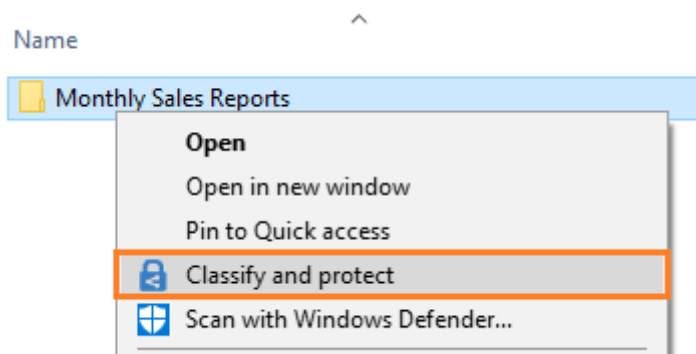 Name
Monthly Sales Reports
Open
Open in new window
Pin to Quick access
Classify and protect
Scan with Windows Defender...